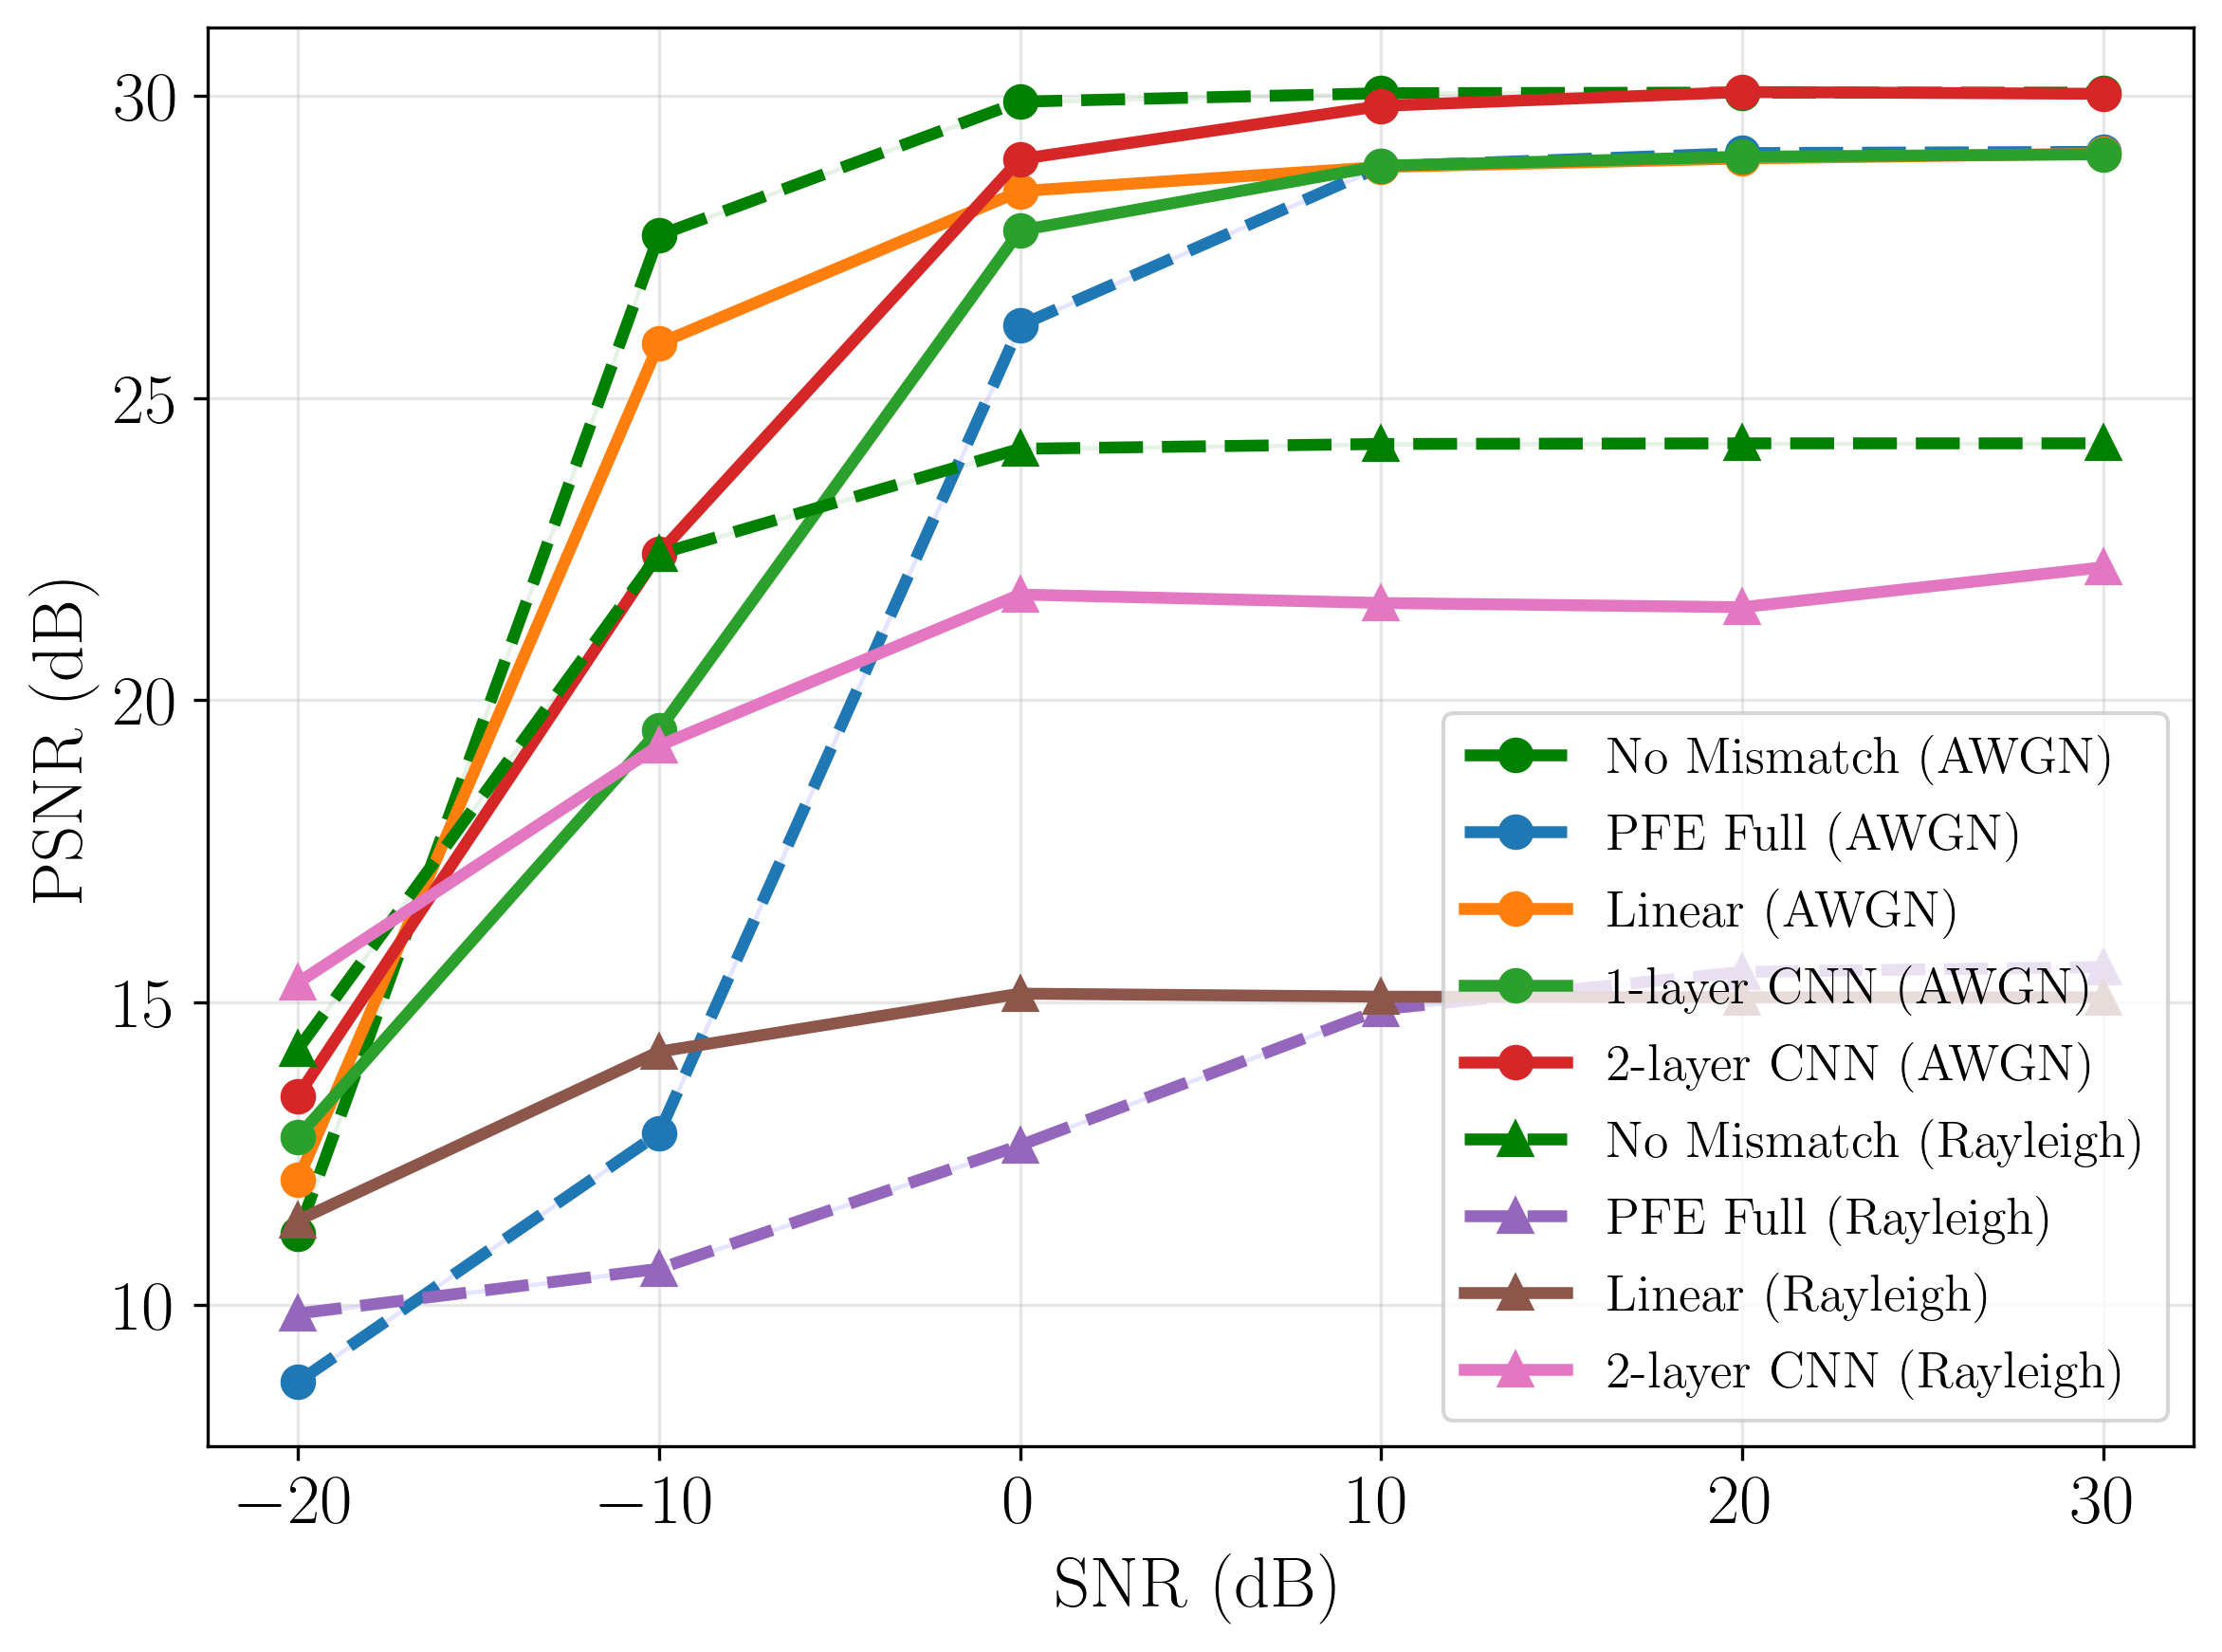 30
25
20
15
10
PSNR (dB)
−20 −10 0 10 20 30
SNR (dB)
No Mismatch (AWGN)
PFE Full (AWGN)
Linear (AWGN)
1-layer CNN (AWGN)
2-layer CNN (AWGN)
No Mismatch (Rayleigh)
PFE Full (Rayleigh)
Linear (Rayleigh)
2-layer CNN (Rayleigh)